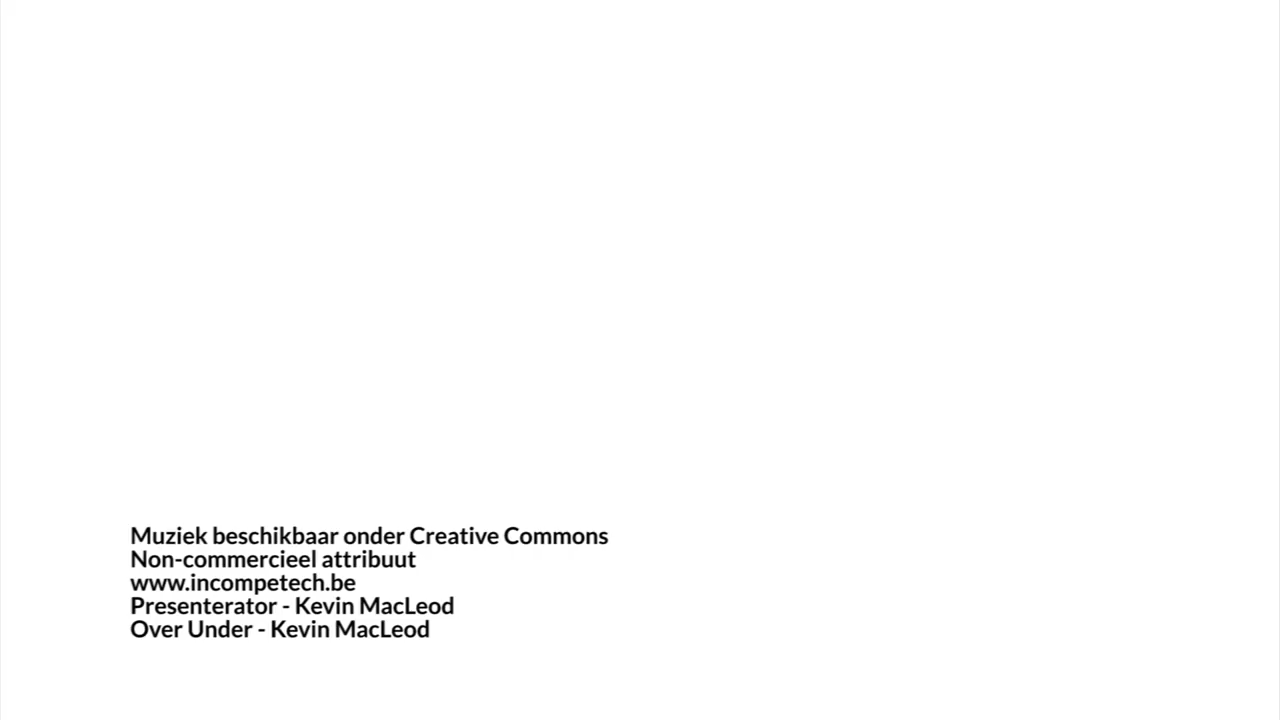 Muziek beschikbaar onder Creative Commons
Non-commercieel attribuut
www.incompetech.be
Presenterator - Kevin MacLeod
Over Under - Kevin MacLeod